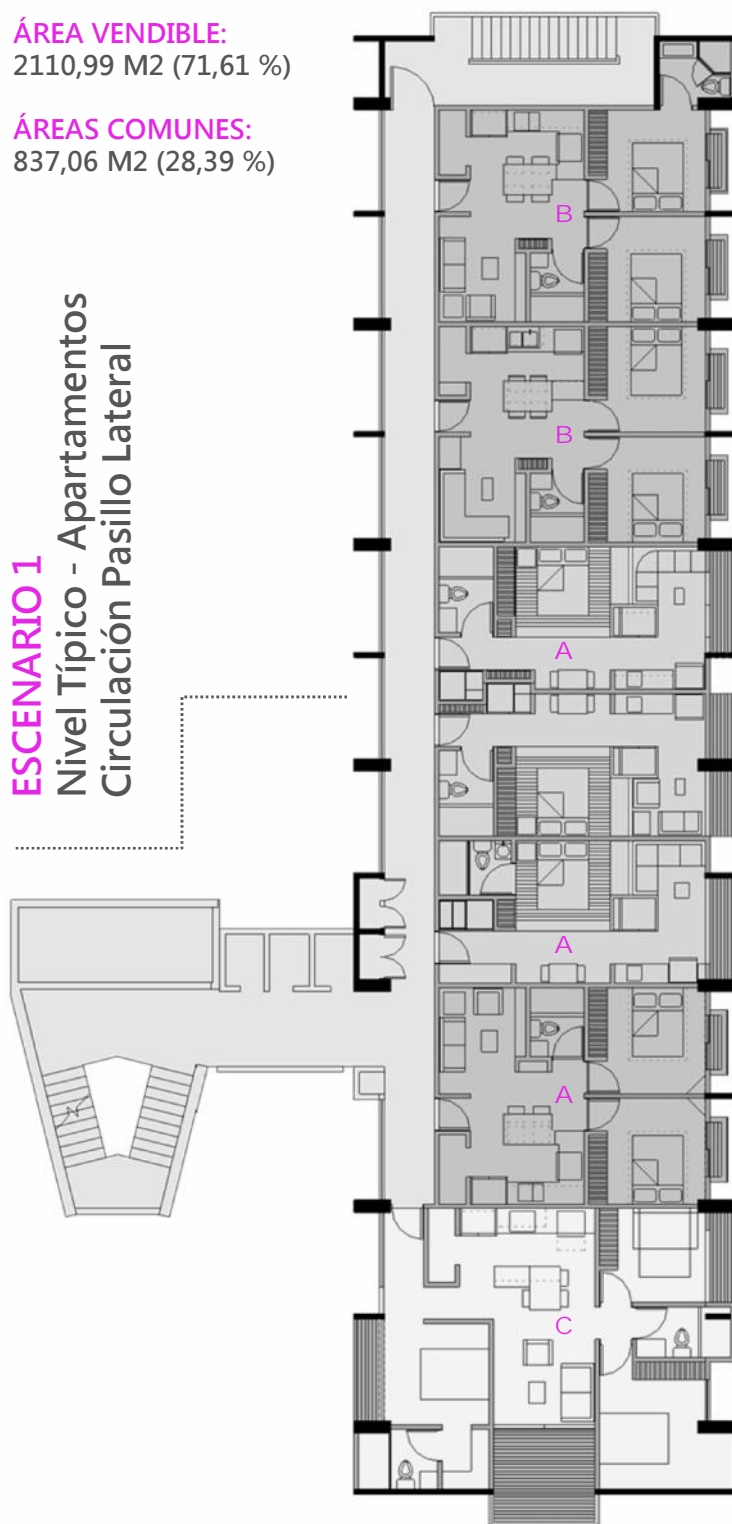 ÁREA VENDIBLE:
2110,99 M2 (71,61 %)
ÁREAS COMUNES:
837,06 M2 (28,39 %)
ESCENARIO 1
Nivel Típico - Apartamentos
Circulación Pasillo Lateral
B
B
A
A
A
C